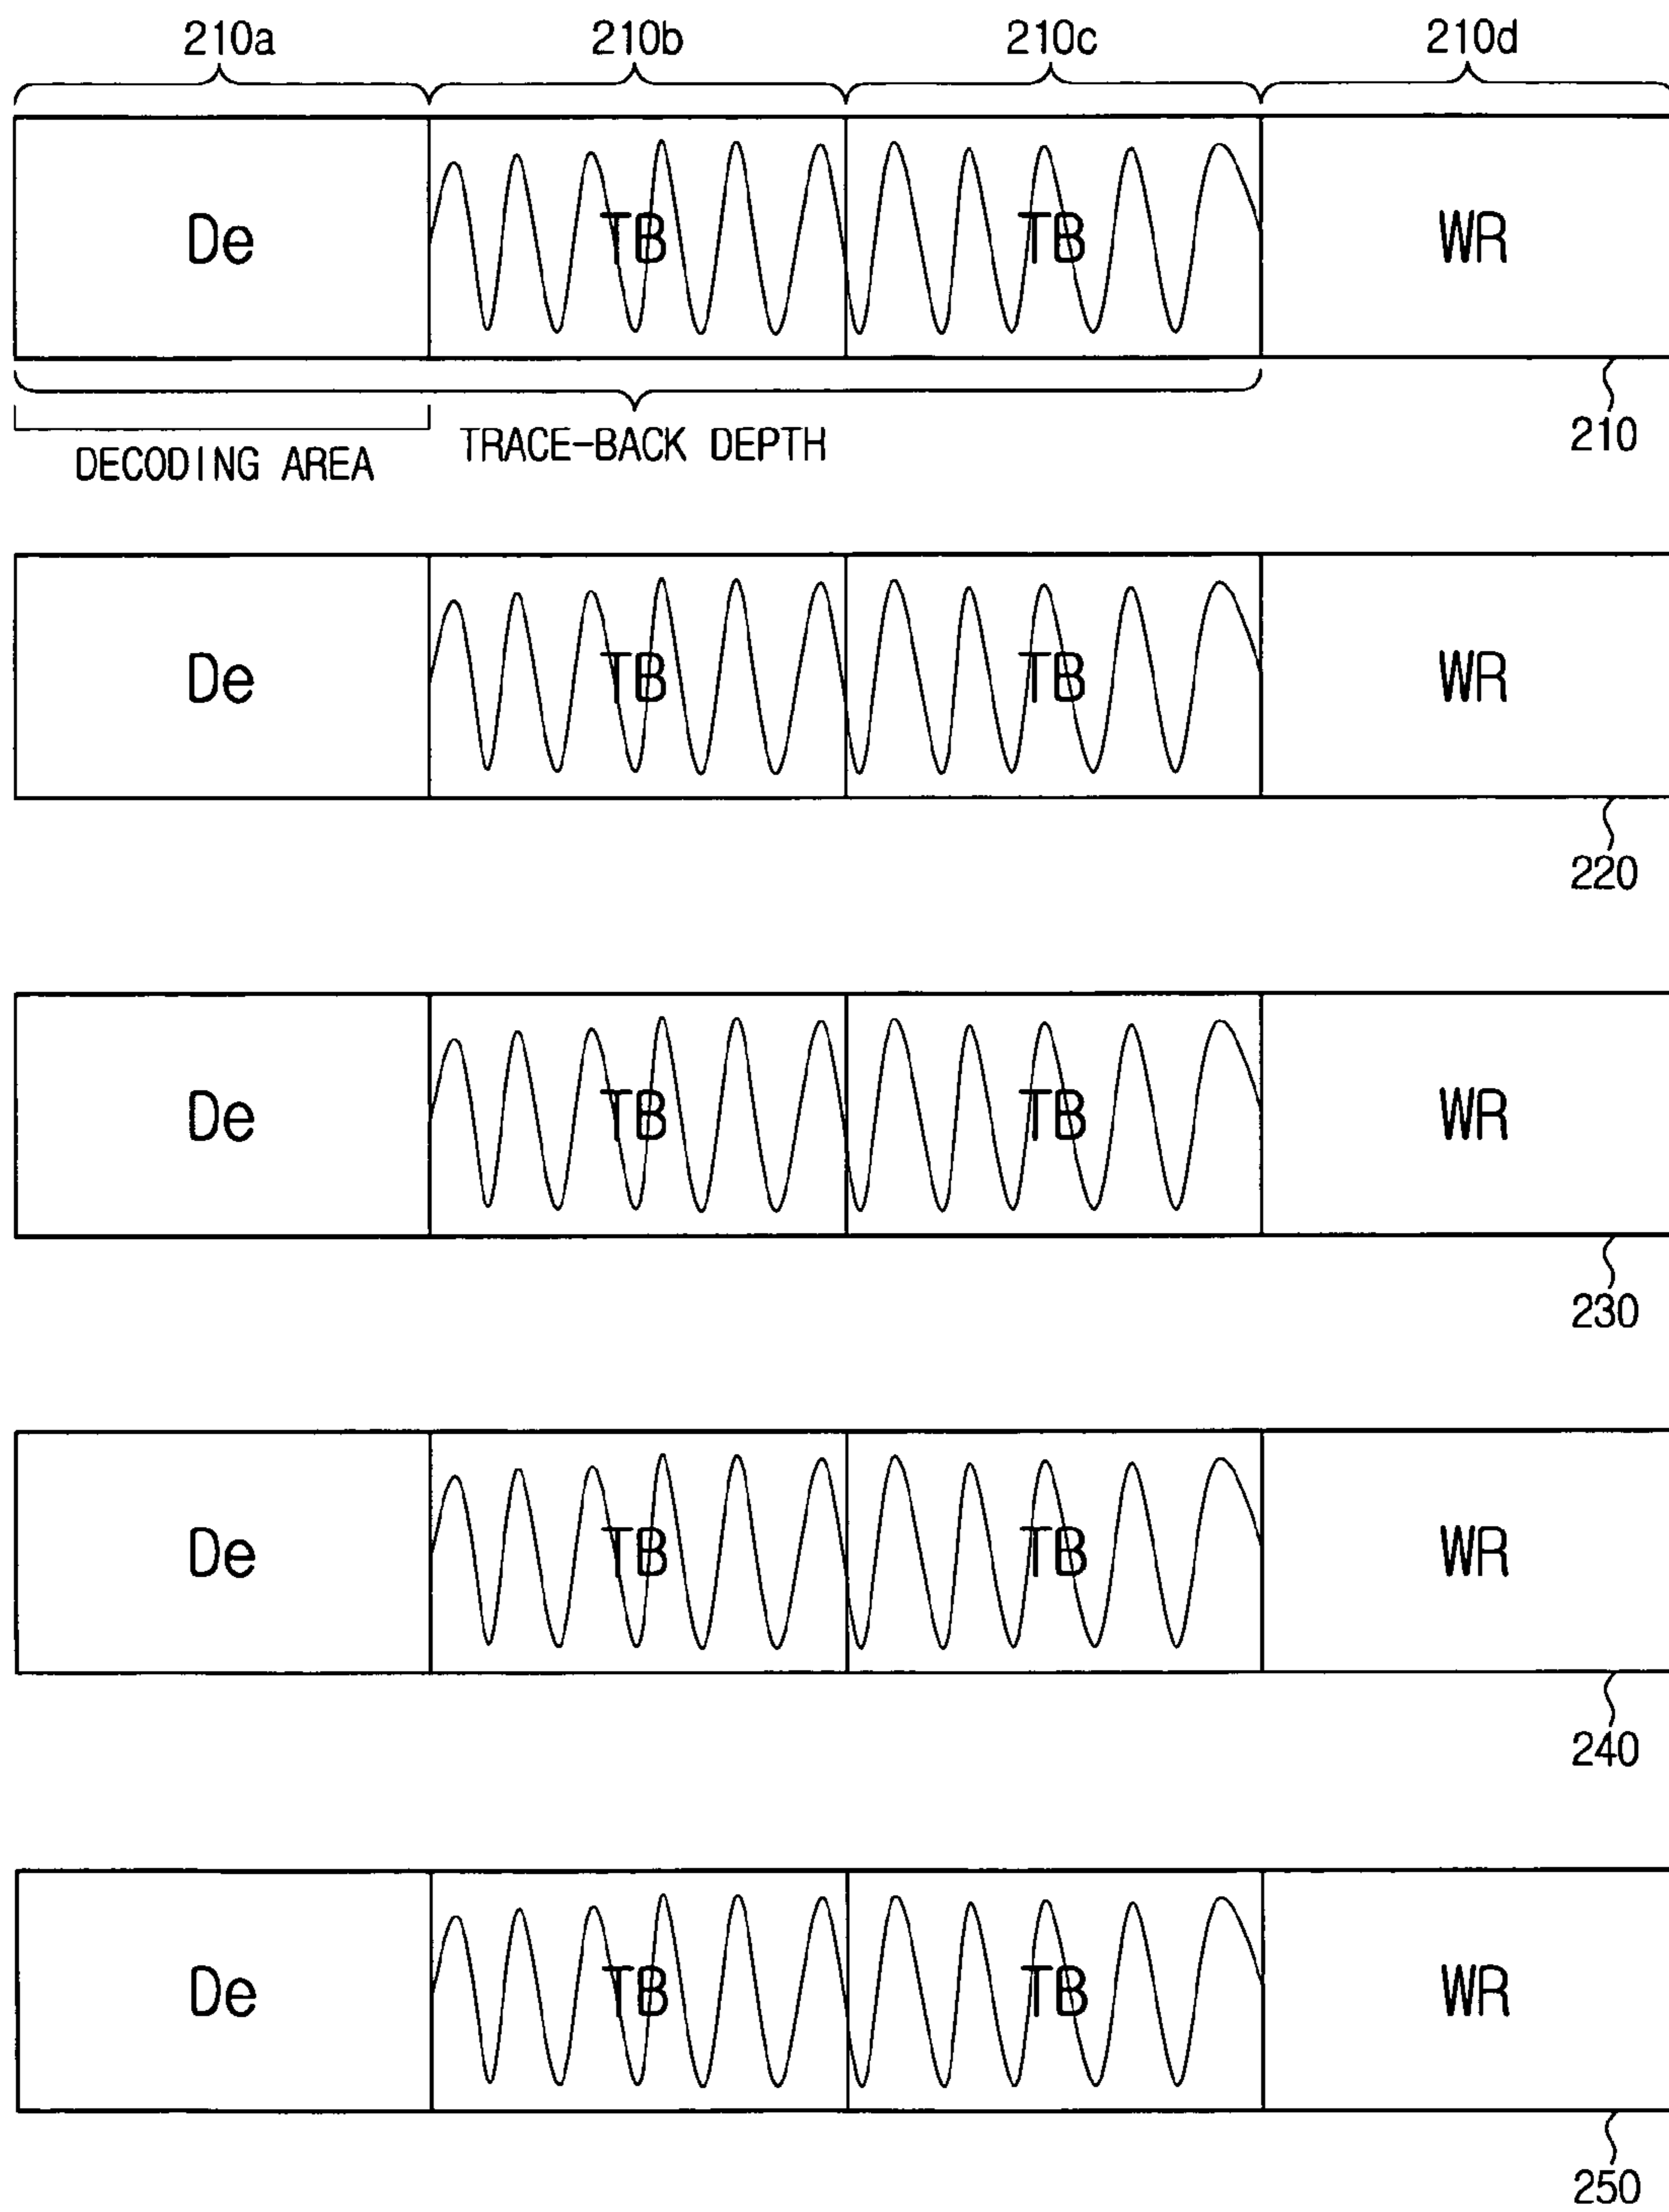 210a 210b 210c 210d
De TB TB WR
TRACE-BACK DEPTH
DECODING AREA
210
De TB TB WR
220
De TB TB WR
230
De TB TB WR
240
De TB TB WR
250